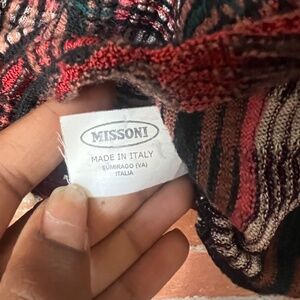 MISSONI
MADE IN ITALY
SUMIRAGO (VA)
ITALIA